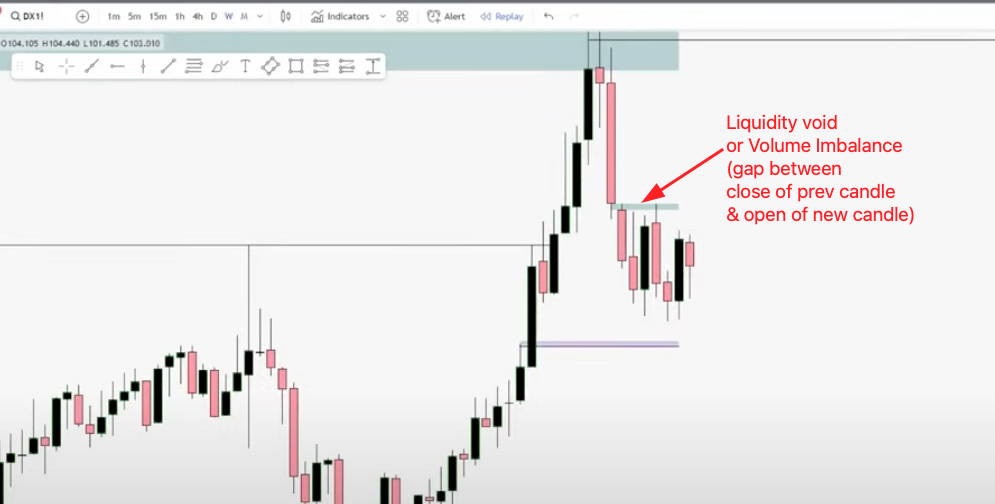 DX1! 1m 5m 15m 1h 4h D W M Indicators Alert Replay
O104.105 H104.440 L101.485 C103.010
T
Liquidity void
or Volume Imbalance
(gap between
close of prev candle
& open of new candle)